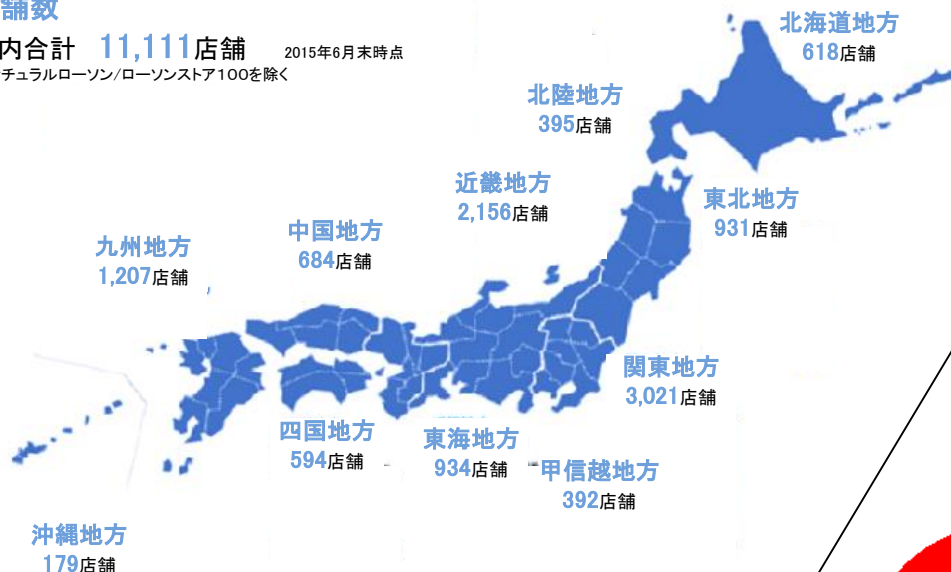 舗数
内合計 11,111店舗 2015年6月末時点
チュラルローソン/ローソンストア100を除く
北海道地方
618店舗
北陸地方
395店舗
近畿地方
2,156店舗
東北地方
931店舗
中国地方
684店舗
九州地方
1,207店舗
関東地方
3,021店舗
四国地方
594店舗
東海地方
934店舗
甲信越地方
392店舗
沖縄地方
179店舗